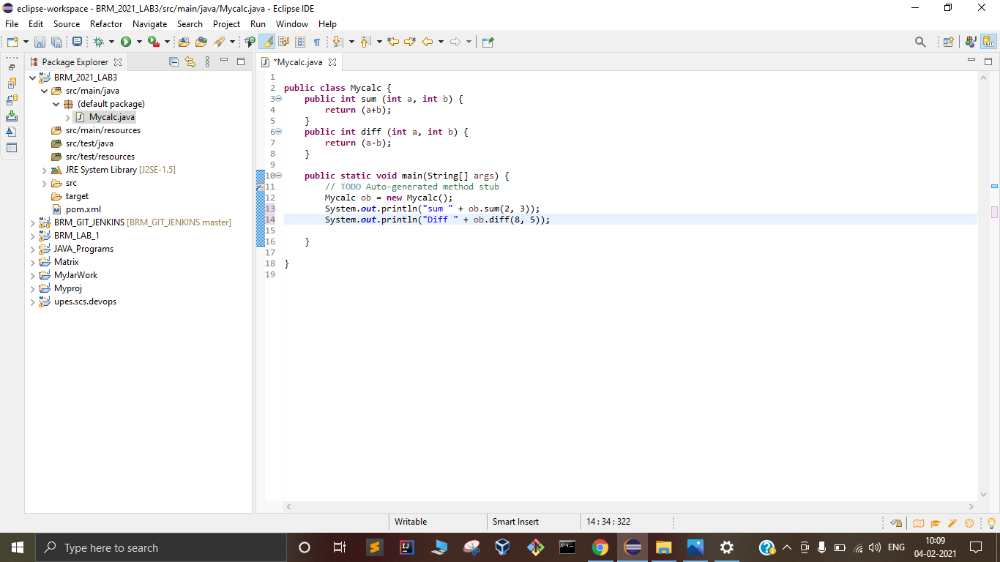 eclipse-workspace - BRM_2021_LAB3/src/main/java/Mycalc.java - Eclipse IDE
File Edit Source Refactor Navigate Search Project Run Window Help
Package Explorer
BRM_2021_LAB3
src/main/java
(default package)
Mycalc.java
src/main/resources
src/test/java
src/test/resources
JRE System Library [J2SE-1.5]
src
target
pom.xml
BRM_GIT_JENKINS [BRM_GIT_JENKINS master]
BRM_LAB_1
JAVA_Programs
Matrix
MyJarWork
Myproj
upes.scs.devops
*Mycalc.java
1
2 public class Mycalc {
3 public int sum (int a, int b) {
4 return (a+b);
5 }
6 public int diff (int a, int b) {
7 return (a-b);
8 }
9
10 public static void main(String[] args) {
11 // TODO Auto-generated method stub
12 Mycalc ob = new Mycalc();
13 System.out.println("sum " + ob.sum(2, 3));
14 System.out.println("Diff " + ob.diff(8, 5));
15
16 }
17
18 }
19
Writable Smart Insert 14 : 34 : 322
Type here to search
ENG
10:09
04-02-2021